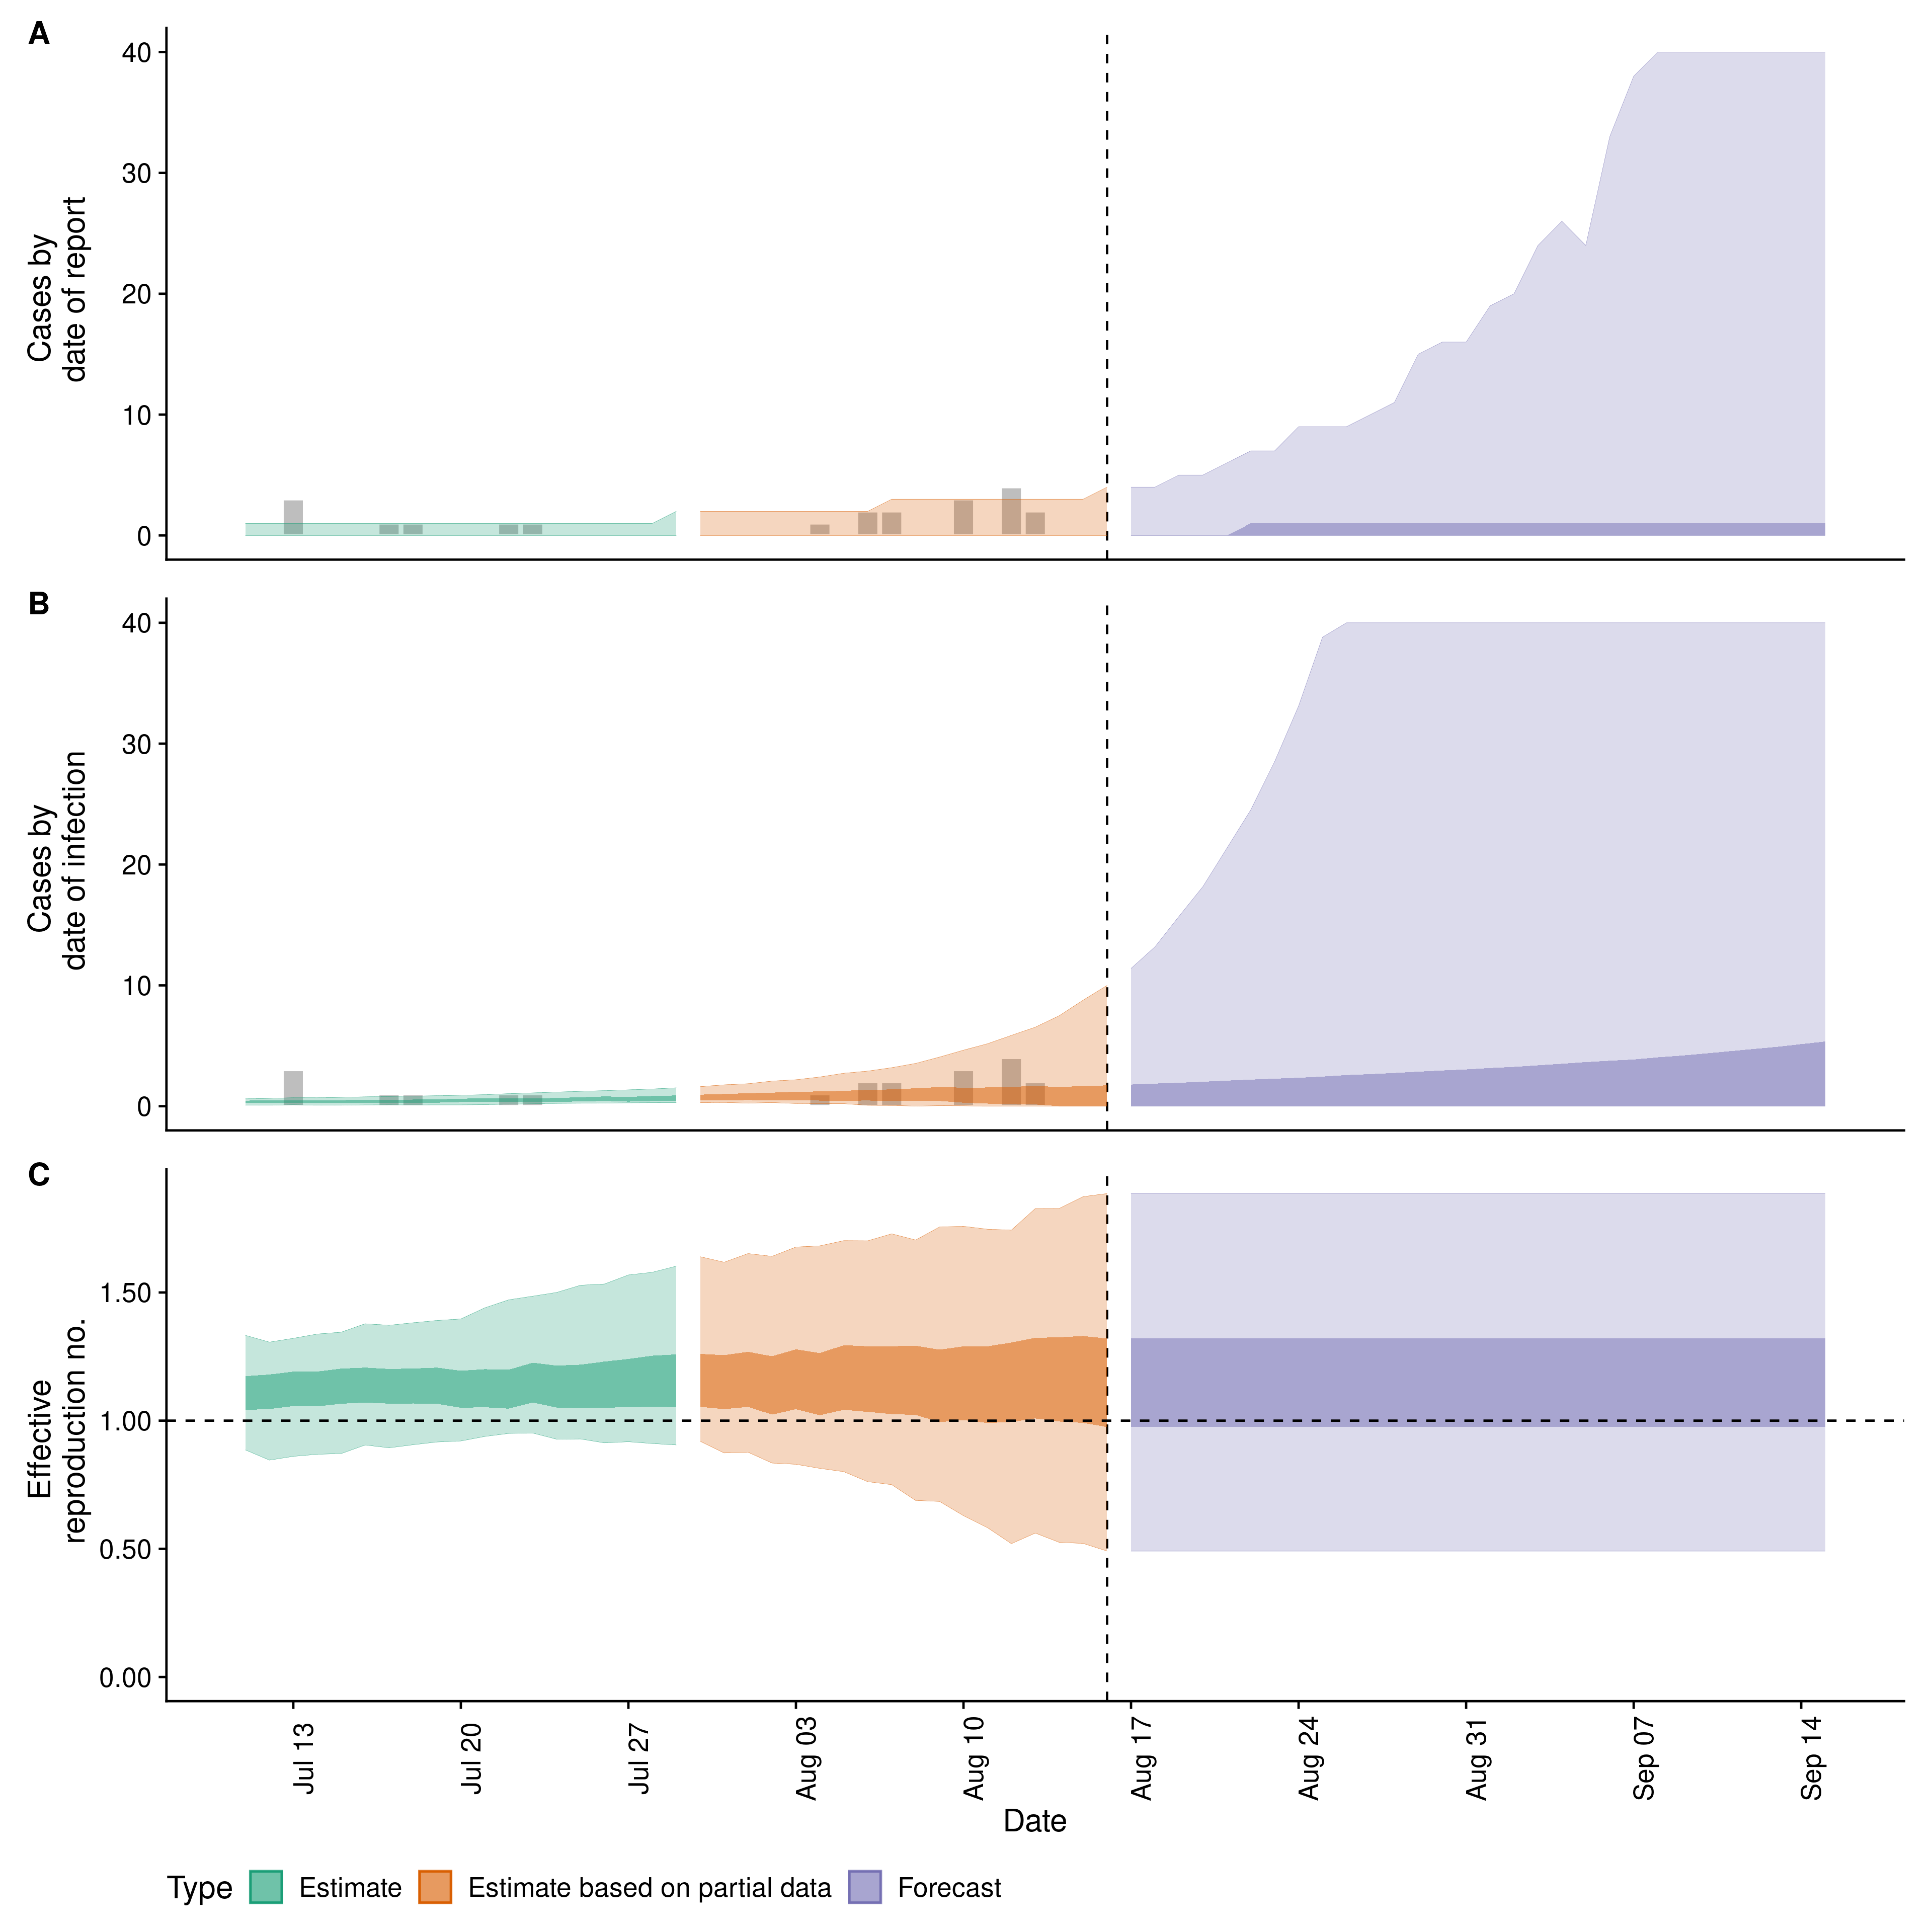 A
40
30
20
10
0
Cases by
date of report
B
40
30
20
10
0
Cases by
date of infection
C
1.50
1.00
0.50
0.00
Effective
reproduction no.
Jul 13
Jul 20
Jul 27
Aug 03
Aug 10
Aug 17
Aug 24
Aug 31
Sep 07
Sep 14
Date
Type Estimate Estimate based on partial data Forecast